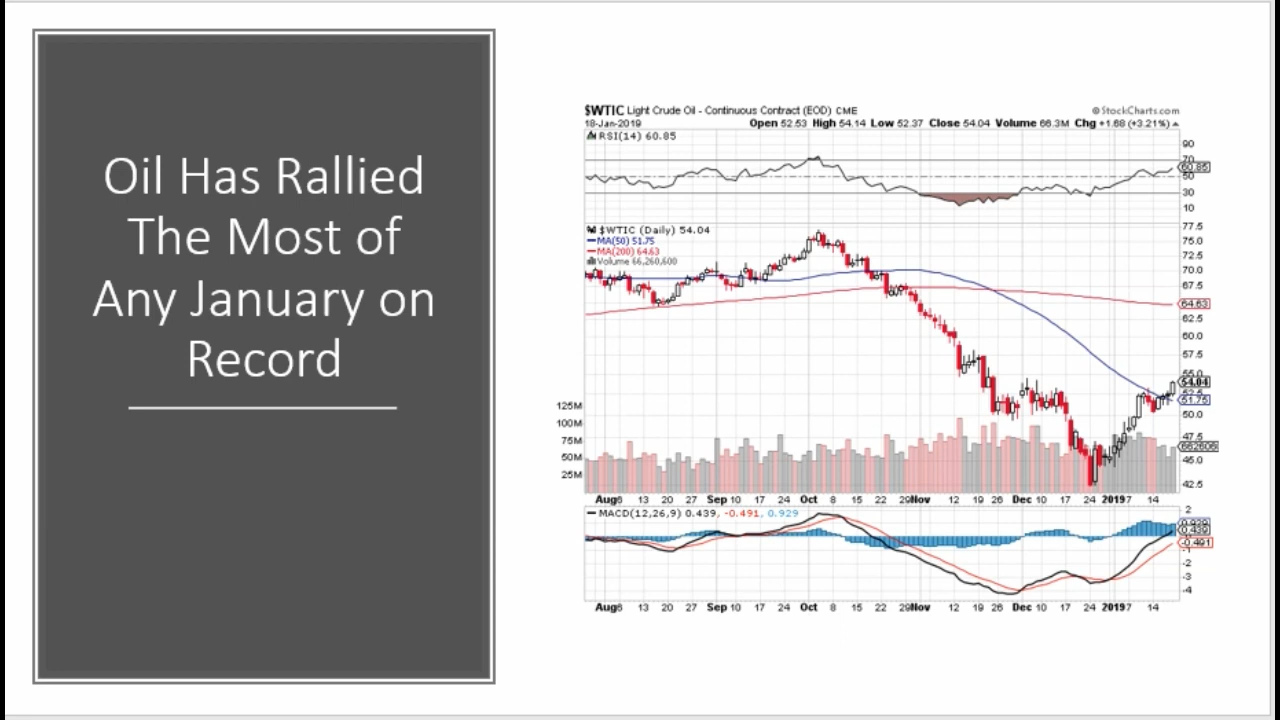 Oil Has Rallied
The Most of
Any January on
Record
$WTIC Light Crude Oil - Continuous Contract (EOD) CME
© StockCharts.com
18-Jan-2019
Open 52.53 High 54.14 Low 52.37 Close 54.04 Volume 66.3M Chg +1.68 (+3.21%)
RSI(14) 60.85
90
70
60.85
50
30
10
$WTIC (Daily) 54.04
MA(50) 51.75
MA(200) 64.63
Volume 66,260,600
77.5
75.0
72.5
70.0
67.5
64.63
62.5
60.0
57.5
55.0
54.04
52.5
51.75
50.0
47.5
45.0
42.5
125M
100M
75M
50M
25M
Aug 6 13 20 27 Sep 10 17 24 Oct 8 15 22 29 Nov 12 19 26 Dec 10 17 24 2019 7 14
MACD(12,26,9) 0.439, -0.491, 0.929
2
0.929
0.439
-0.491
-1
-2
-3
-4
Aug 6 13 20 27 Sep 10 17 24 Oct 8 15 22 29 Nov 12 19 26 Dec 10 17 24 2019 7 14